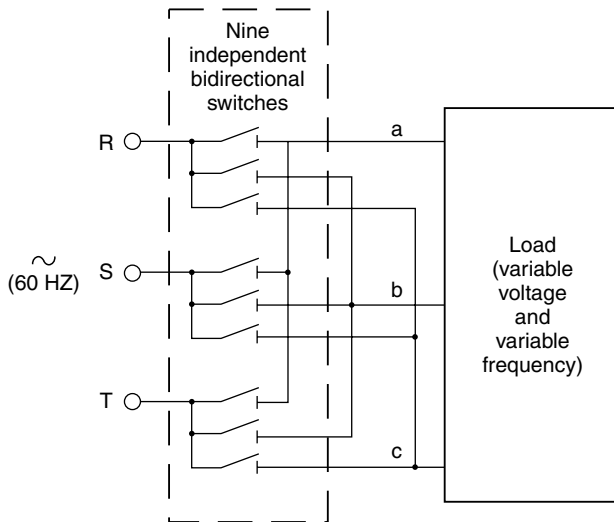 Nine
independent
bidirectional
switches
R
a
S
(60 HZ)
b
Load
(variable
voltage
and
variable
frequency)
T
c